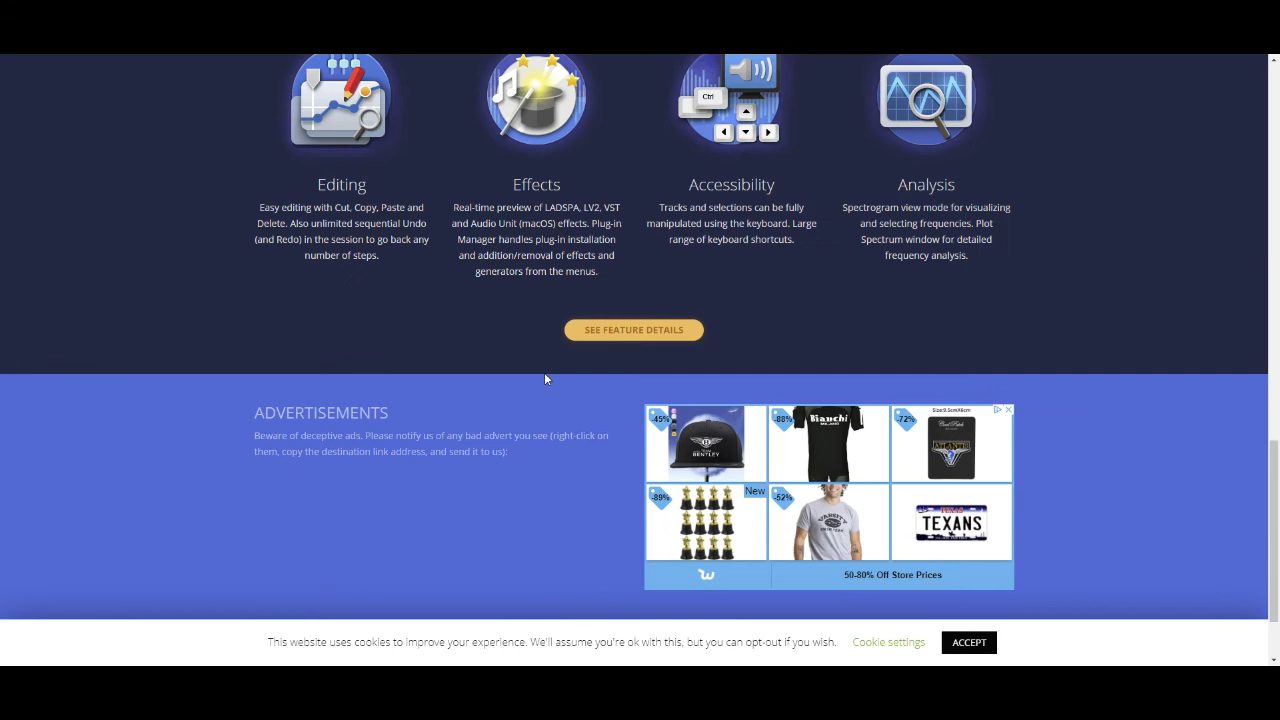 Ctrl
Editing
Easy editing with Cut, Copy, Paste and
Delete. Also unlimited sequential Undo
(and Redo) in the session to go back any
number of steps.
Effects
Real-time preview of LADSPA, LV2, VST
and Audio Unit (macOS) effects. Plug-in
Manager handles plug-in installation
and addition/removal of effects and
generators from the menus.
Accessibility
Tracks and selections can be fully
manipulated using the keyboard. Large
range of keyboard shortcuts.
Analysis
Spectrogram view mode for visualizing
and selecting frequencies. Plot
Spectrum window for detailed
frequency analysis.
SEE FEATURE DETAILS
ADVERTISEMENTS
Beware of deceptive ads. Please notify us of any bad advert you see (right-click on
them, copy the destination link address, and send it to us):
-45%
BENTLEY
-88%
Bianchi
MILANO
-72%
Size:9.5cmX6cm
-89%
New
-52%
VARSITY
TEXAS
TEXANS
50-80% Off Store Prices
This website uses cookies to improve your experience. We'll assume you're ok with this, but you can opt-out if you wish.
Cookie settings
ACCEPT